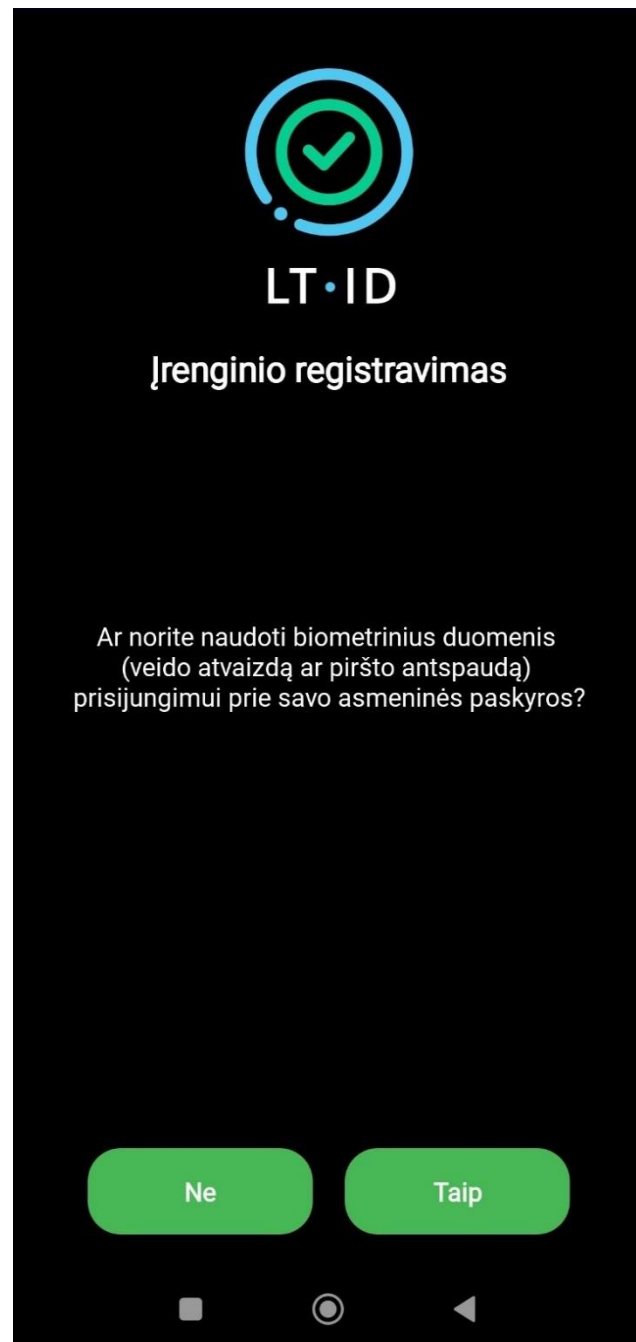 LT·ID
Įrenginio registravimas
Ar norite naudoti biometrinius duomenis
(veido atvaizdą ar piršto antspaudą)
prisijungimui prie savo asmeninės paskyros?
Ne
Taip